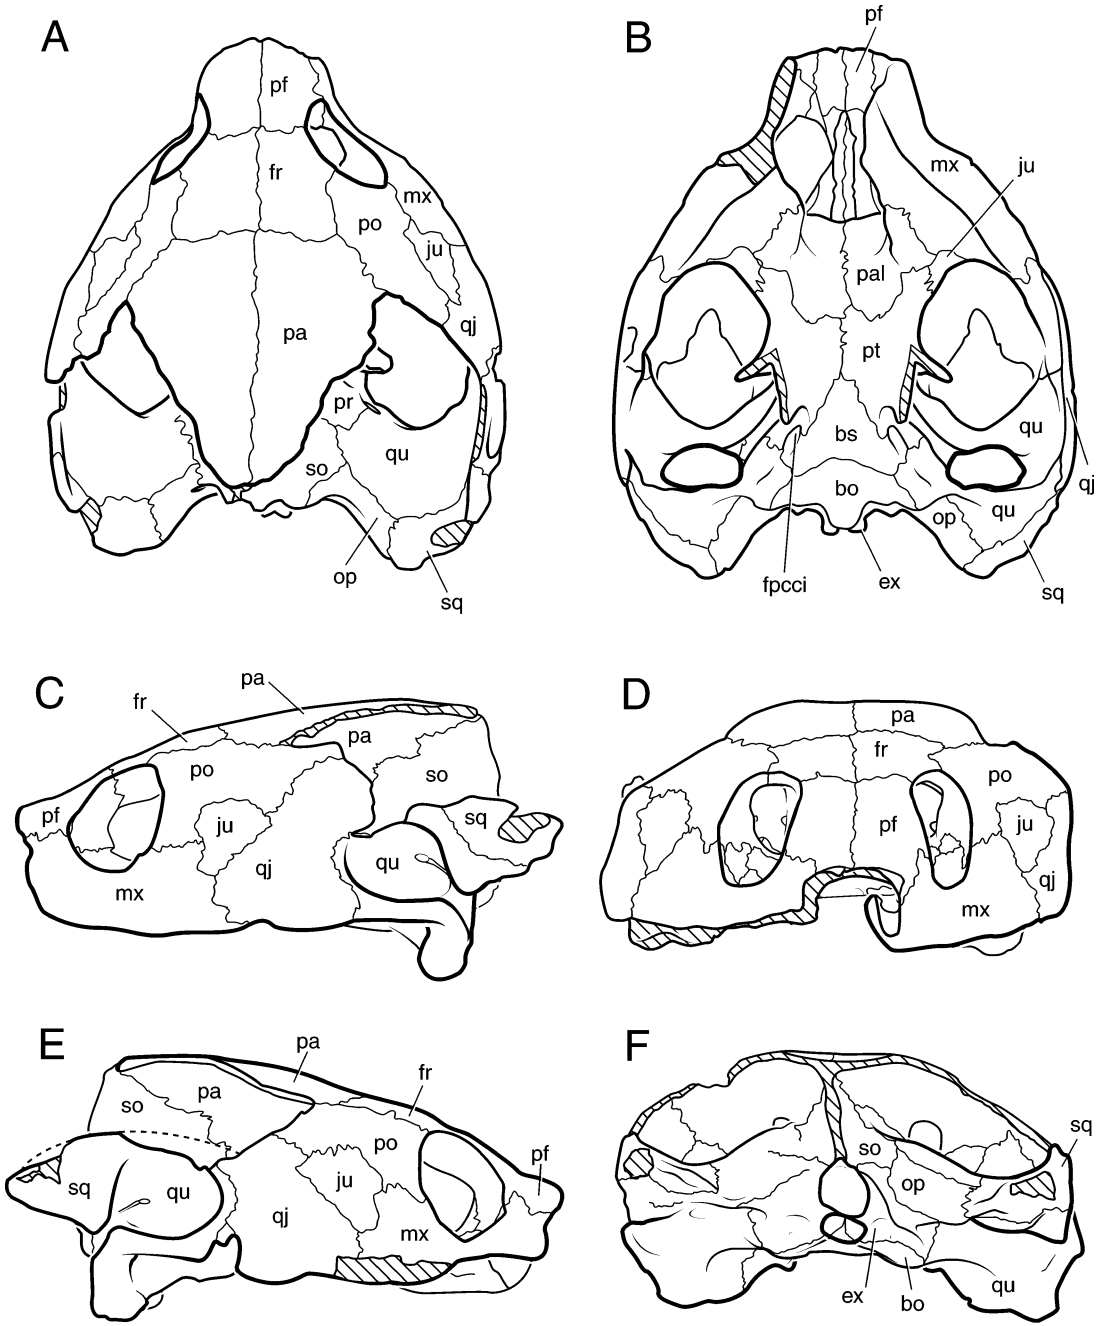 A
pf
fr
mx
po
ju
qj
pa
pr
qu
so
op
sq
B
pf
mx
ju
pal
pt
bs
qu
bo
qj
op
qu
fpcci
ex
sq
C
fr
pa
pa
po
so
pf
ju
sq
qj
qu
mx
D
pa
fr
po
pf
ju
qj
mx
E
pa
fr
pa
so
po
pf
ju
sq
qu
qj
mx
F
sq
so
op
ex
bo
qu